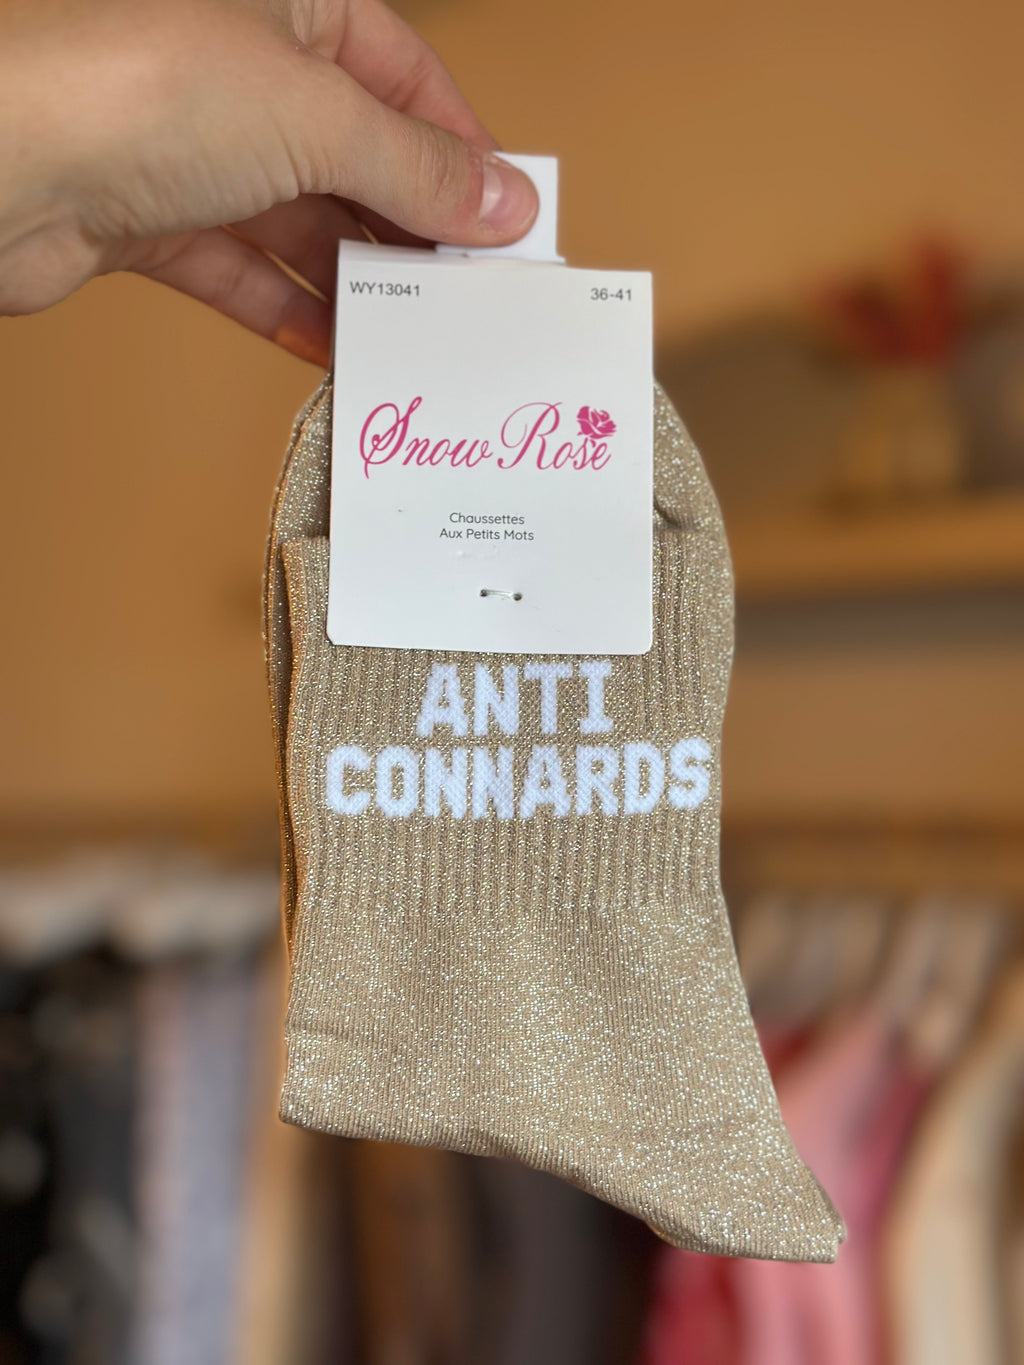 WY13041 36-41
Snow Rose
Chaussettes
Aux Petits Mots
ANTI
CONNARDS